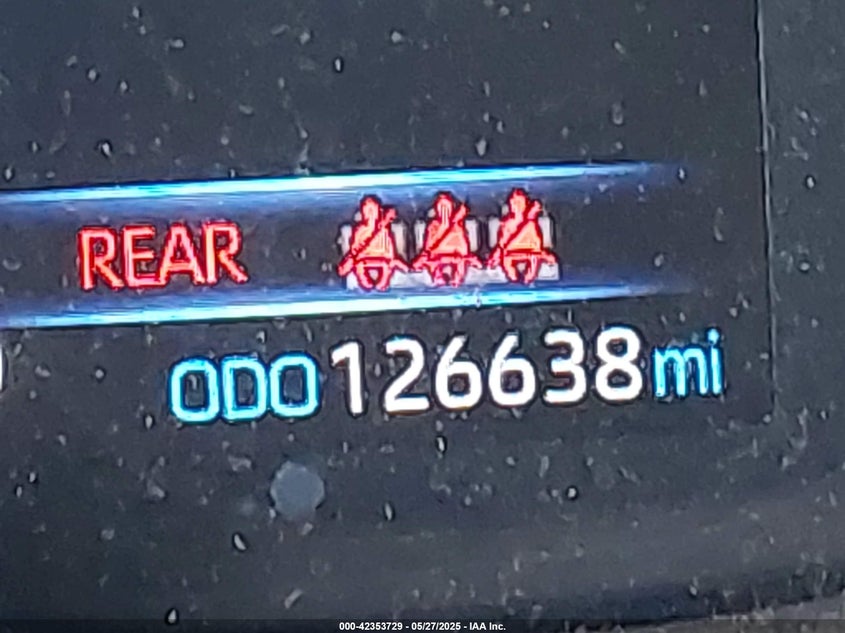 REAR
ODO 126638 mi
000-42353729 - 05/27/2025 - IAA Inc.